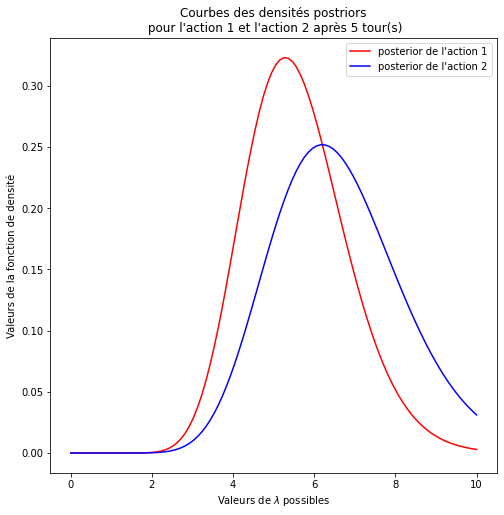 Courbes des densités postriors
pour l'action 1 et l'action 2 après 5 tour(s)
posterior de l'action 1
posterior de l'action 2
Valeurs de la fonction de densité
0.30
0.25
0.20
0.15
0.10
0.05
0.00
0 2 4 6 8 10
Valeurs de λ possibles